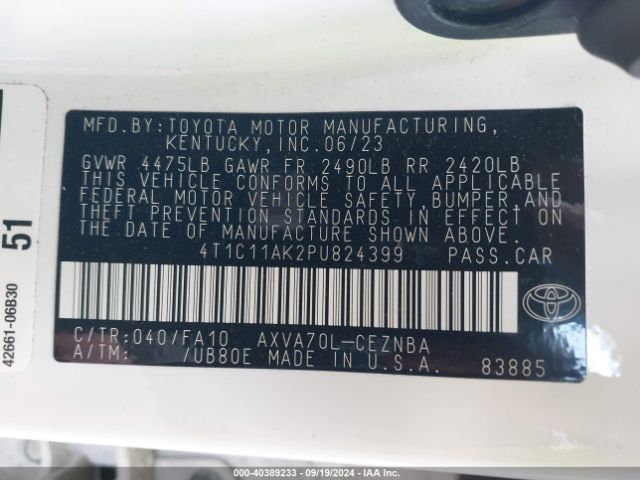 MFD.BY:TOYOTA MOTOR MANUFACTURING,
KENTUCKY,INC.06/23
GVWR 4475LB GAWR FR 2490LB RR 2420LB
THIS VEHICLE CONFORMS TO ALL APPLICABLE
FEDERAL MOTOR VEHICLE SAFETY,BUMPER,AND
THEFT PREVENTION STANDARDS IN EFFECT ON
THE DATE OF MANUFACTURE SHOWN ABOVE.
4T1C11AK2PU824399 PASS.CAR
C/TR:040/FA10 AXVA70L-CEZNBA
A/TM: /UB80E MADE IN U.S.A. 83885
42661-06B30
51
000-40389233 - 09/19/2024 - IAAI.COM